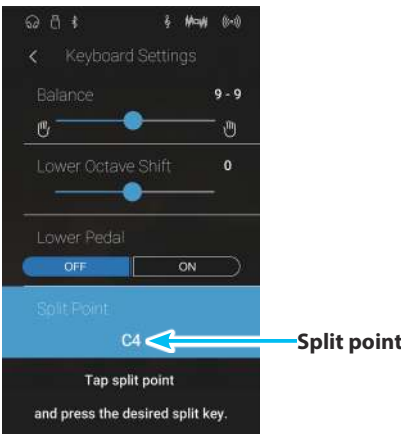 Keyboard Settings
Balance 9 - 9
Lower Octave Shift 0
Lower Pedal
OFF ON
Split Point
C4
Split point
Tap split point
and press the desired split key.